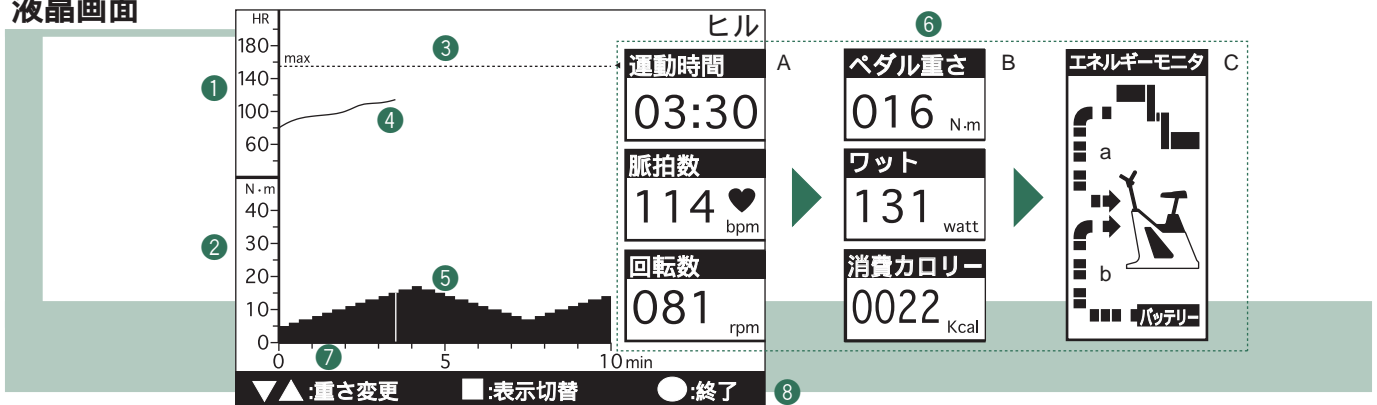 液晶画面
HR
180
max
140
100
60
N·m
40
30
20
10
0
0
5
10 min
ヒル
1
2
3
4
5
6
7
8
運動時間
03:30
A
脈拍数
114 bpm
回転数
081 rpm
ペダル重さ
016 N·m
B
ワット
131 watt
消費カロリー
0022 Kcal
エネルギーモニタ
C
a
b
バッテリー
▼▲:重さ変更 ■:表示切替 ●:終了